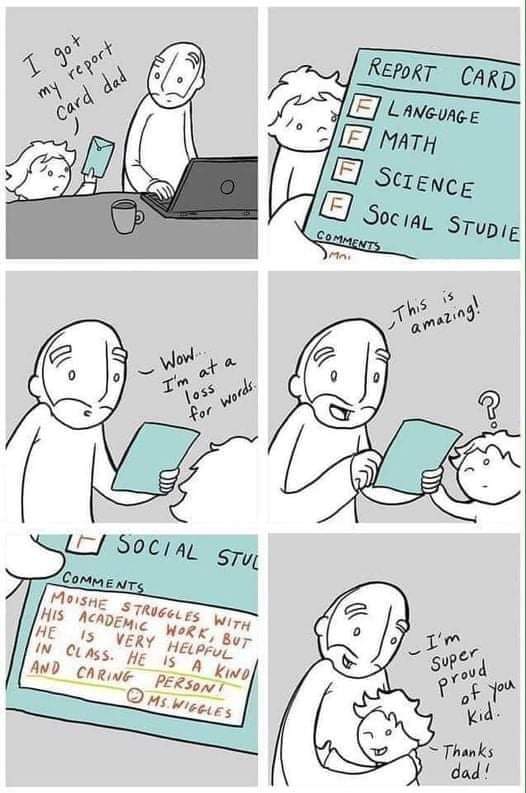 I got
my report
card dad
REPORT CARD
F LANGUAGE
F MATH
F SCIENCE
F SOCIAL STUDIE
COMMENTS
Wow...
I'm at a
loss
for words.
This is
amazing!
?
SOCIAL STU
COMMENTS
MOISHE STRUGGLES WITH
HIS ACADEMIC WORK, BUT
HE IS VERY HELPFUL
IN CLASS. HE IS A KIND
AND CARING PERSON!
MS. WIGGLES
I'm
super
proud
of you
kid.
Thanks
dad!